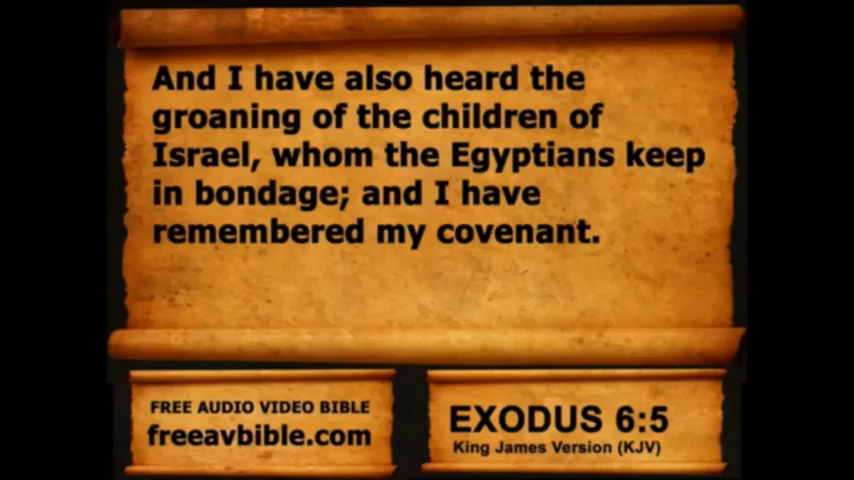 And I have also heard the
groaning of the children of
Israel, whom the Egyptians keep
in bondage; and I have
remembered my covenant.
FREE AUDIO VIDEO BIBLE
freeavbible.com
EXODUS 6:5
King James Version (KJV)